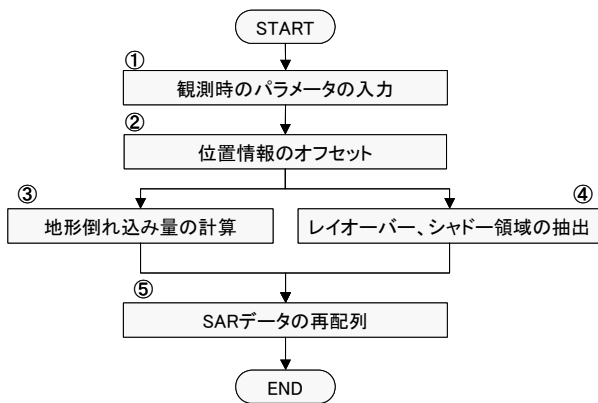 START
①
観測時のパラメータの入力
②
位置情報のオフセット
③
地形倒れ込み量の計算
④
レイオーバー、シャドー領域の抽出
⑤
SARデータの再配列
END